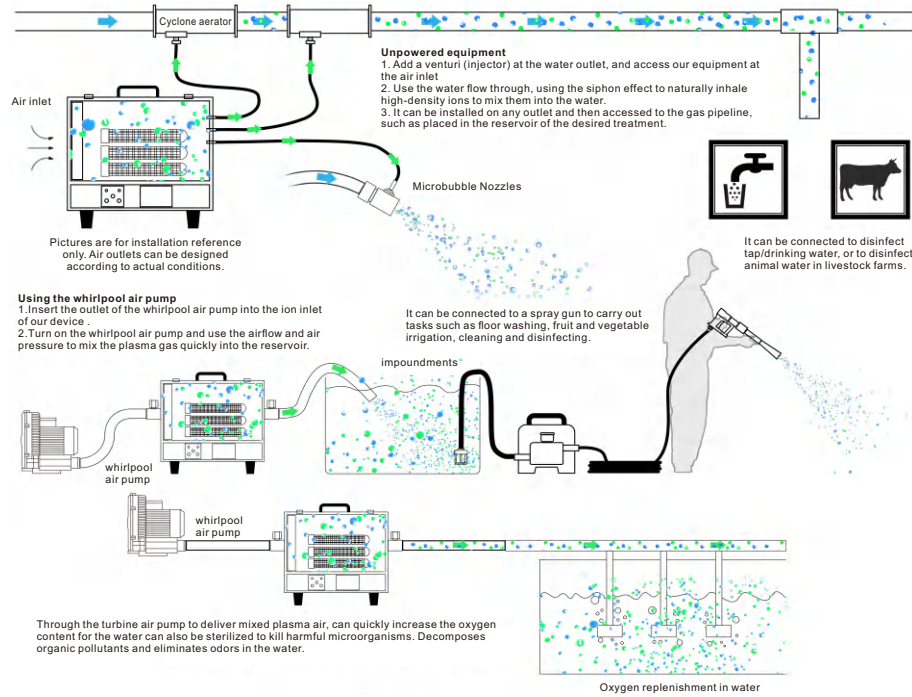 Cyclone aerator
Unpowered equipment
1. Add a venturi (injector) at the water outlet, and access our equipment at
the air inlet
2. Use the water flow through, using the siphon effect to naturally inhale
high-density ions to mix them into the water.
3. It can be installed on any outlet and then accessed to the gas pipeline,
such as placed in the reservoir of the desired treatment.
Air inlet
Microbubble Nozzles
Pictures are for installation reference
only. Air outlets can be designed
according to actual conditions.
It can be connected to disinfect
tap/drinking water, or to disinfect
animal water in livestock farms.
Using the whirlpool air pump
1.Insert the outlet of the whirlpool air pump into the ion inlet
of our device .
2.Turn on the whirlpool air pump and use the airflow and air
pressure to mix the plasma gas quickly into the reservoir.
It can be connected to a spray gun to carry out
tasks such as floor washing, fruit and vegetable
irrigation, cleaning and disinfecting.
impoundments
whirlpool
air pump
whirlpool
air pump
Through the turbine air pump to deliver mixed plasma air, can quickly increase the oxygen
content for the water can also be sterilized to kill harmful microorganisms. Decomposes
organic pollutants and eliminates odors in the water.
Oxygen replenishment in water